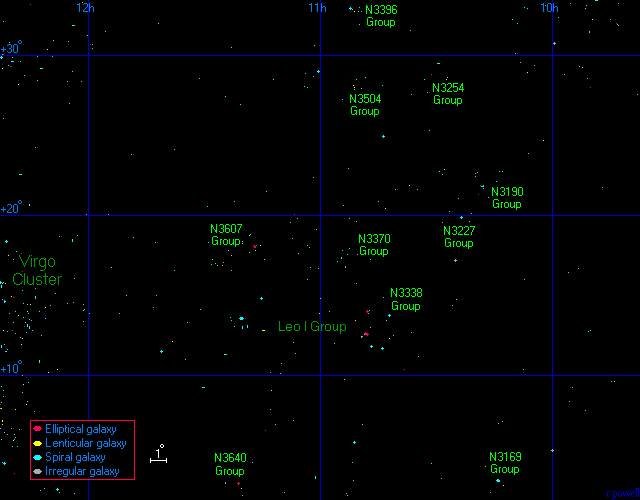 12h
11h
10h
N3396
Group
+30°
N3254
Group
N3504
Group
N3190
Group
+20°
N3607
Group
N3370
Group
N3227
Group
Virgo
Cluster
N3338
Group
Leo I Group
+10°
Elliptical galaxy
Lenticular galaxy
Spiral galaxy
Irregular galaxy
1°
N3640
Group
N3169
Group